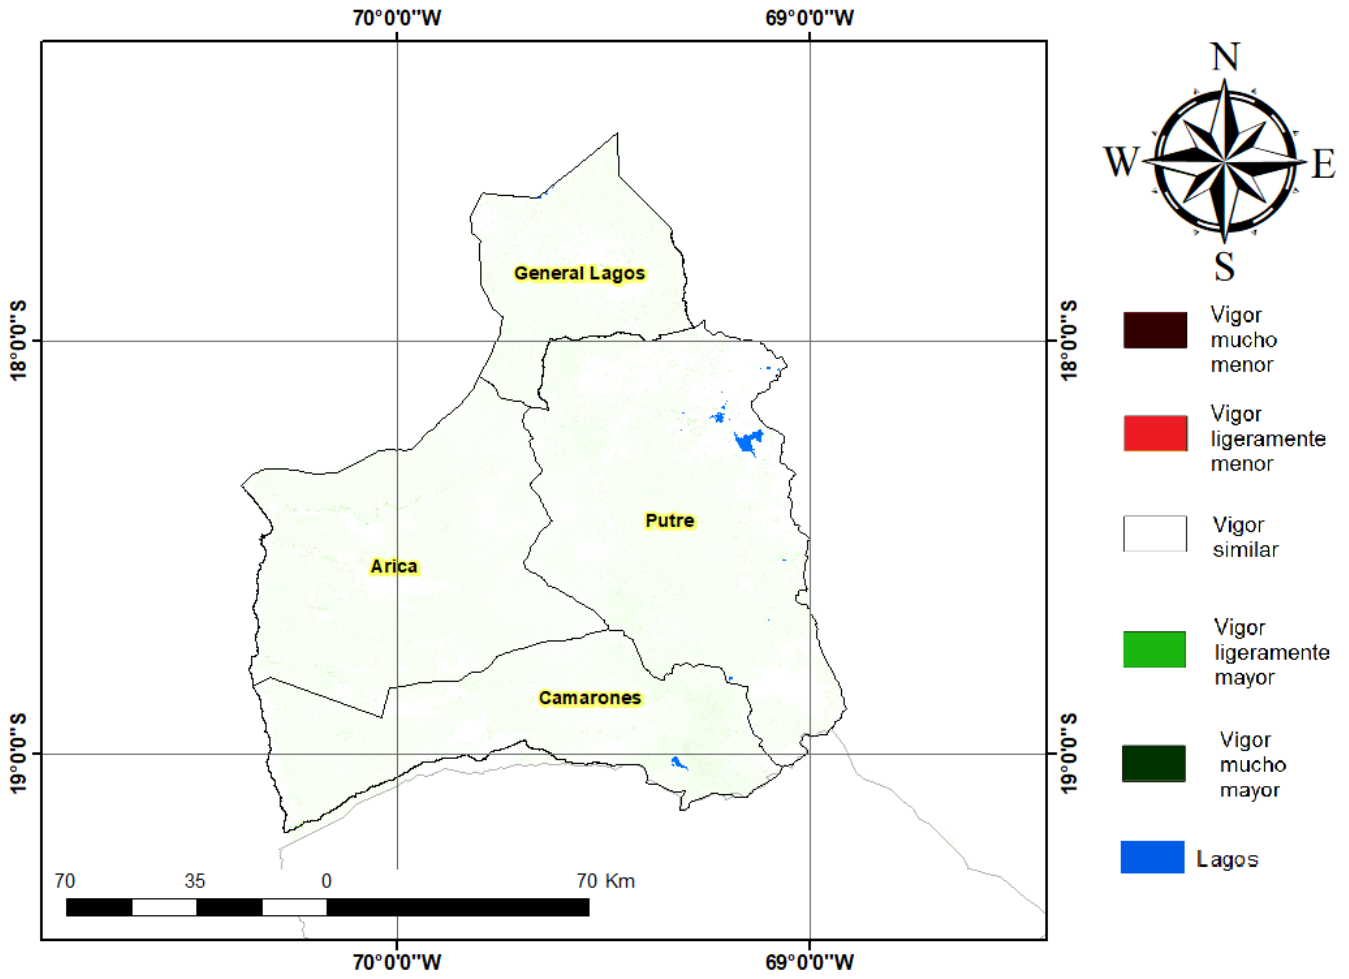 70°0'0"W
69°0'0"W
N
W
E
S
General Lagos
18°0'0"S
18°0'0"S
Vigor
mucho
menor
Vigor
ligeramente
menor
Putre
Vigor
similar
Arica
Vigor
ligeramente
mayor
Camarones
19°0'0"S
19°0'0"S
Vigor
mucho
mayor
Lagos
70 35 0 70 Km
70°0'0"W
69°0'0"W